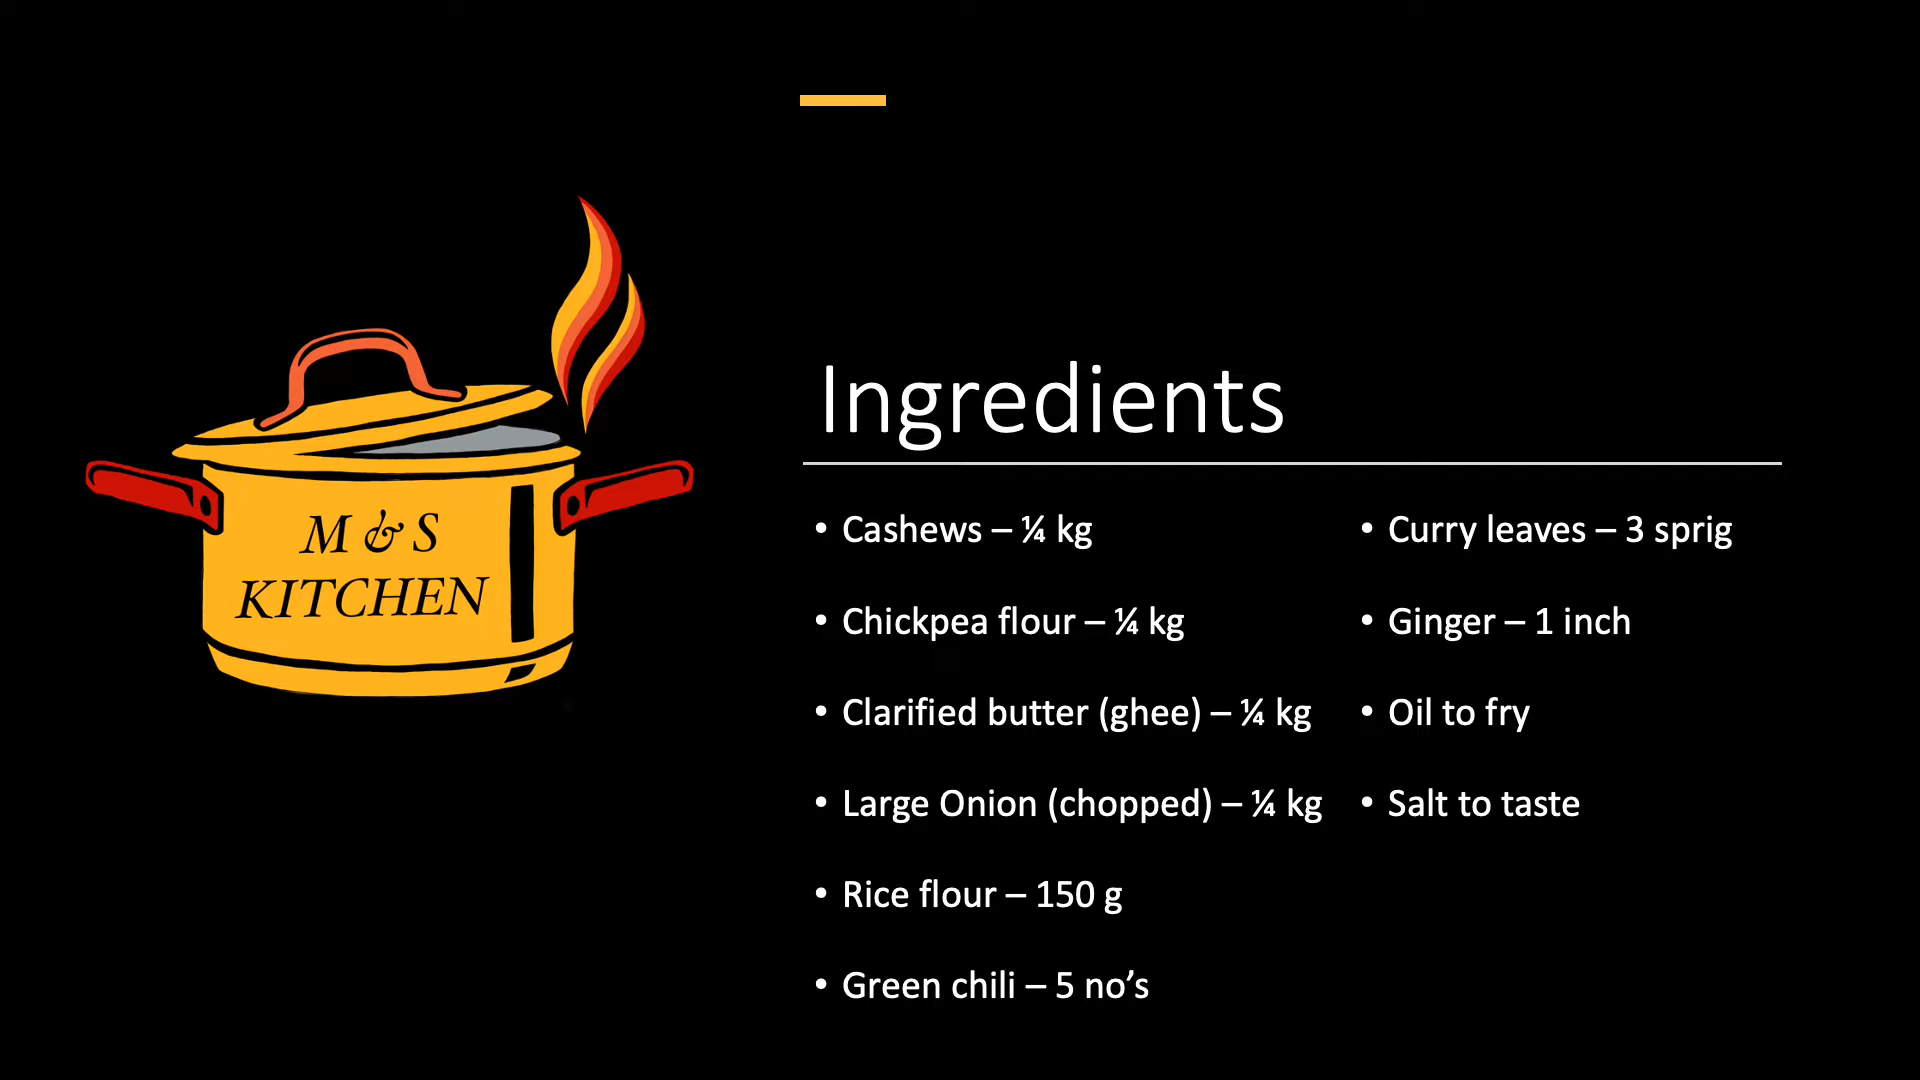 M & S
KITCHEN
Ingredients
• Cashews – ¼ kg
• Chickpea flour – ¼ kg
• Clarified butter (ghee) – ¼ kg
• Large Onion (chopped) – ¼ kg
• Rice flour – 150 g
• Green chili – 5 no’s
• Curry leaves – 3 sprig
• Ginger – 1 inch
• Oil to fry
• Salt to taste